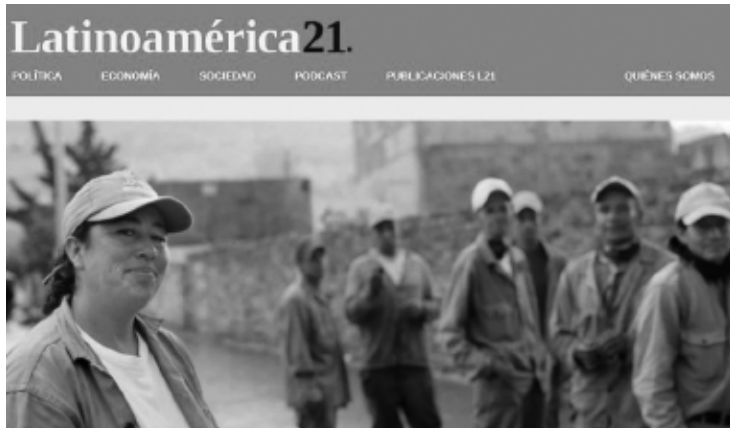 Latinoamérica21.
POLÍTICA ECONOMÍA SOCIEDAD PODCAST PUBLICACIONES L21 QUIÉNES SOMOS